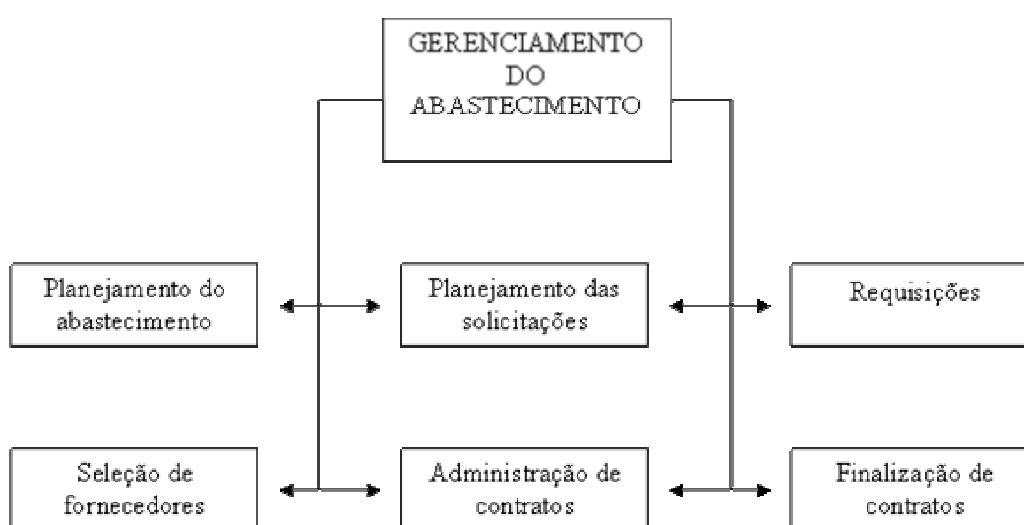 GERENCIAMENTO
DO
ABASTECIMENTO
Planejamento do
abastecimento
Planejamento das
solicitações
Requisições
Seleção de
fornecedores
Administração de
contratos
Finalização de
contratos